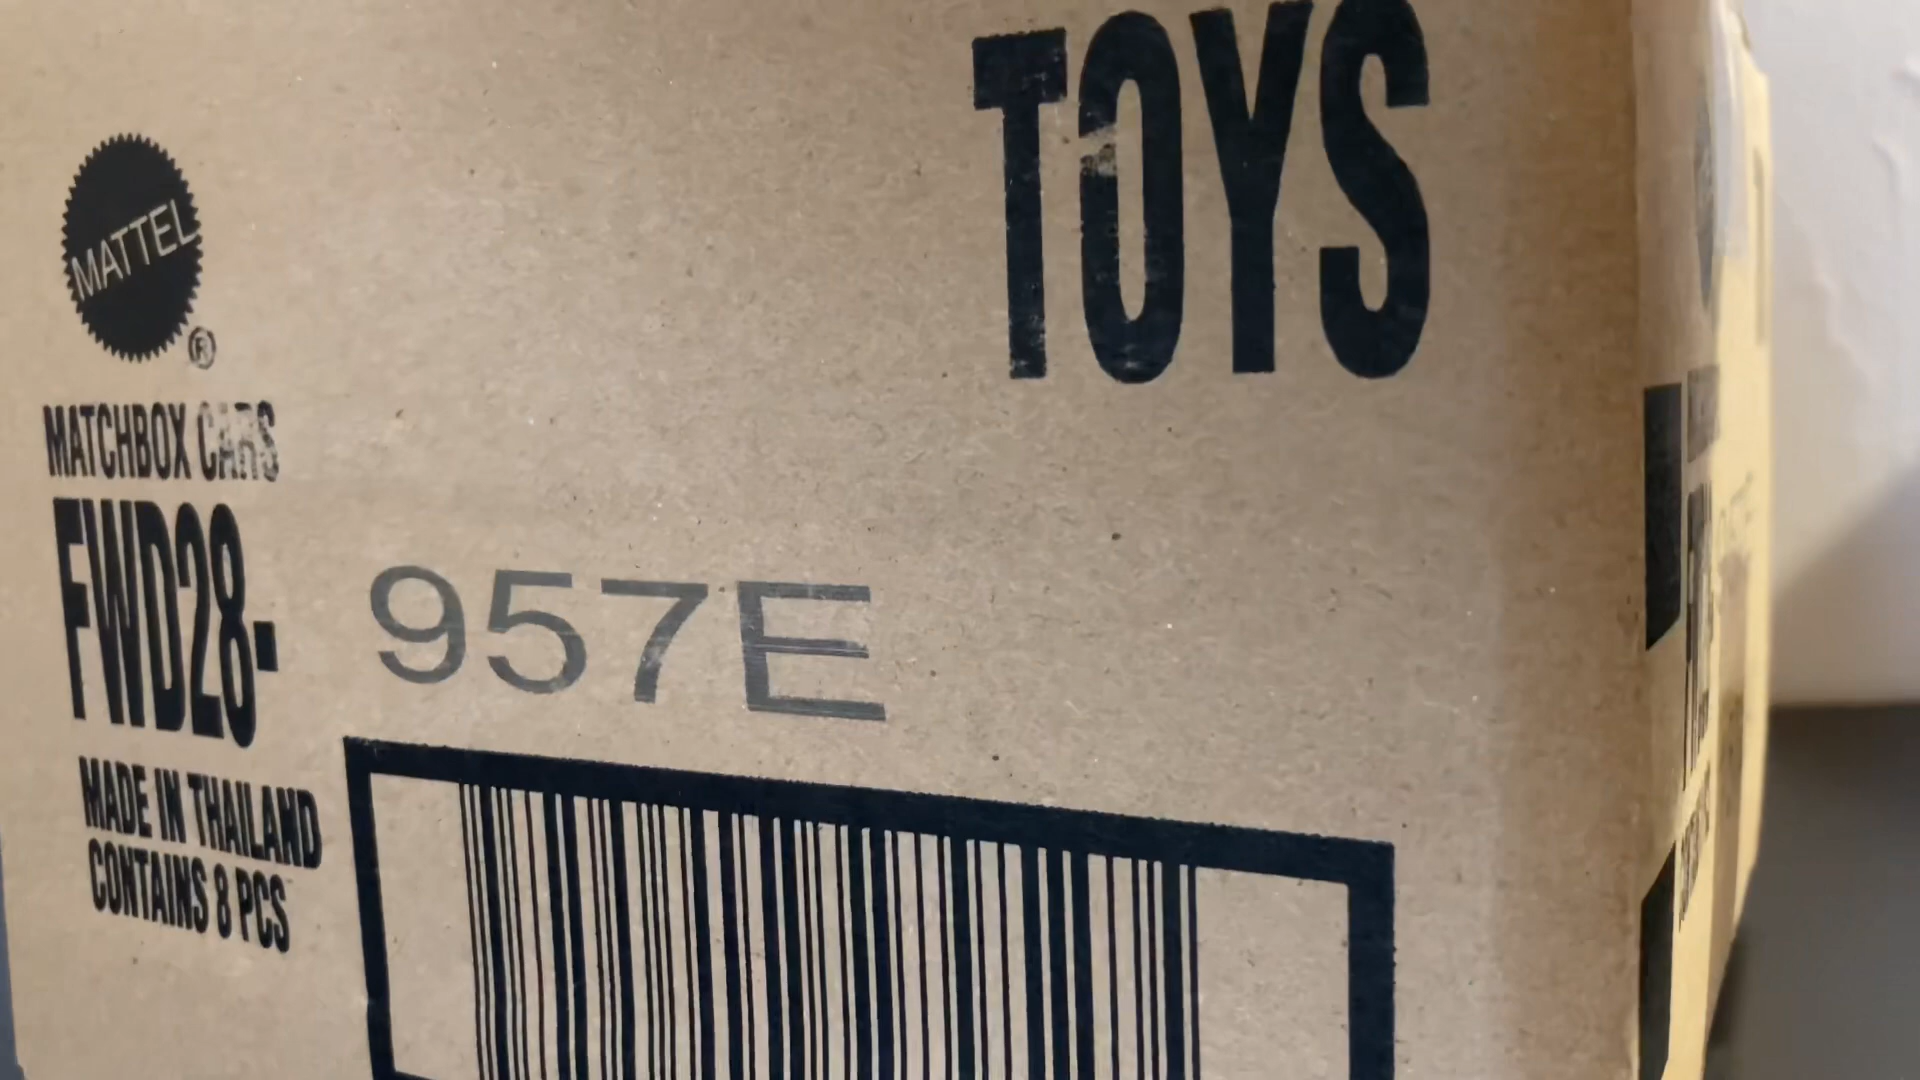 TOYS
MATTEL
®
MATCHBOX CARS
FWD28- 957E
MADE IN THAILAND
CONTAINS 8 PCS